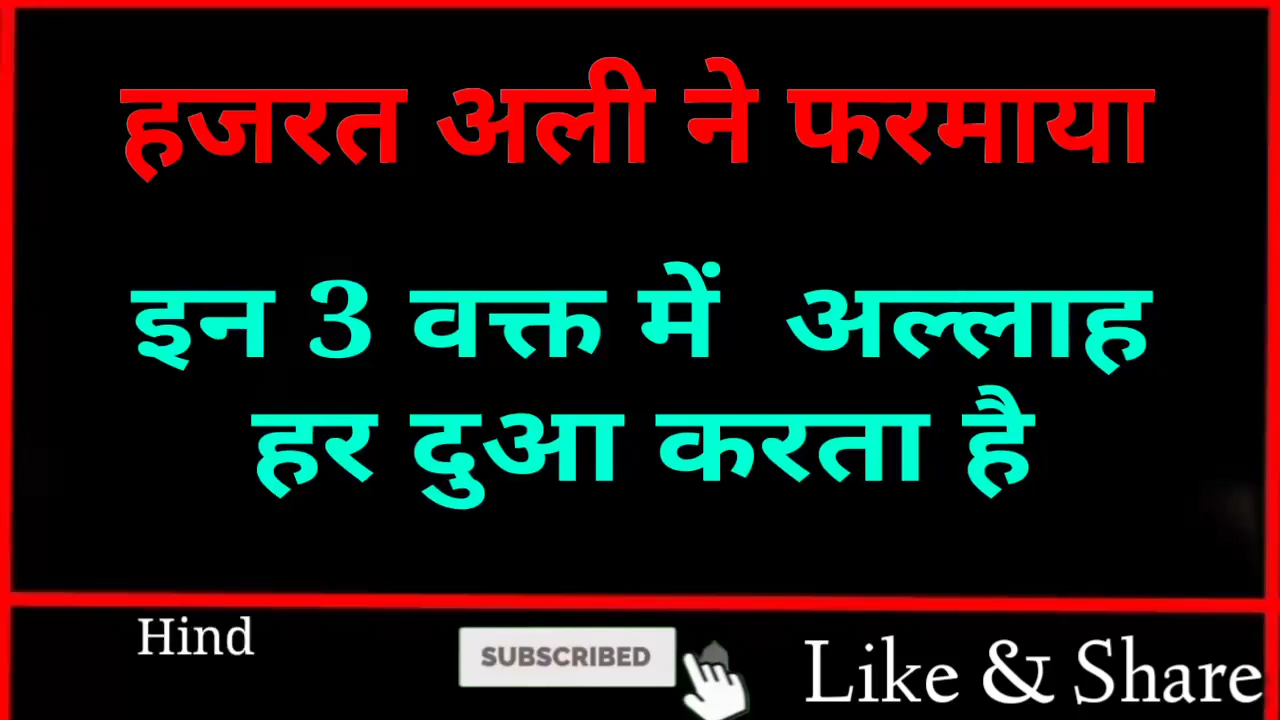 हजरत अली ने फरमाया
इन 3 वक्त में अल्लाह
हर दुआ करता है
Hind
SUBSCRIBED
Like & Share